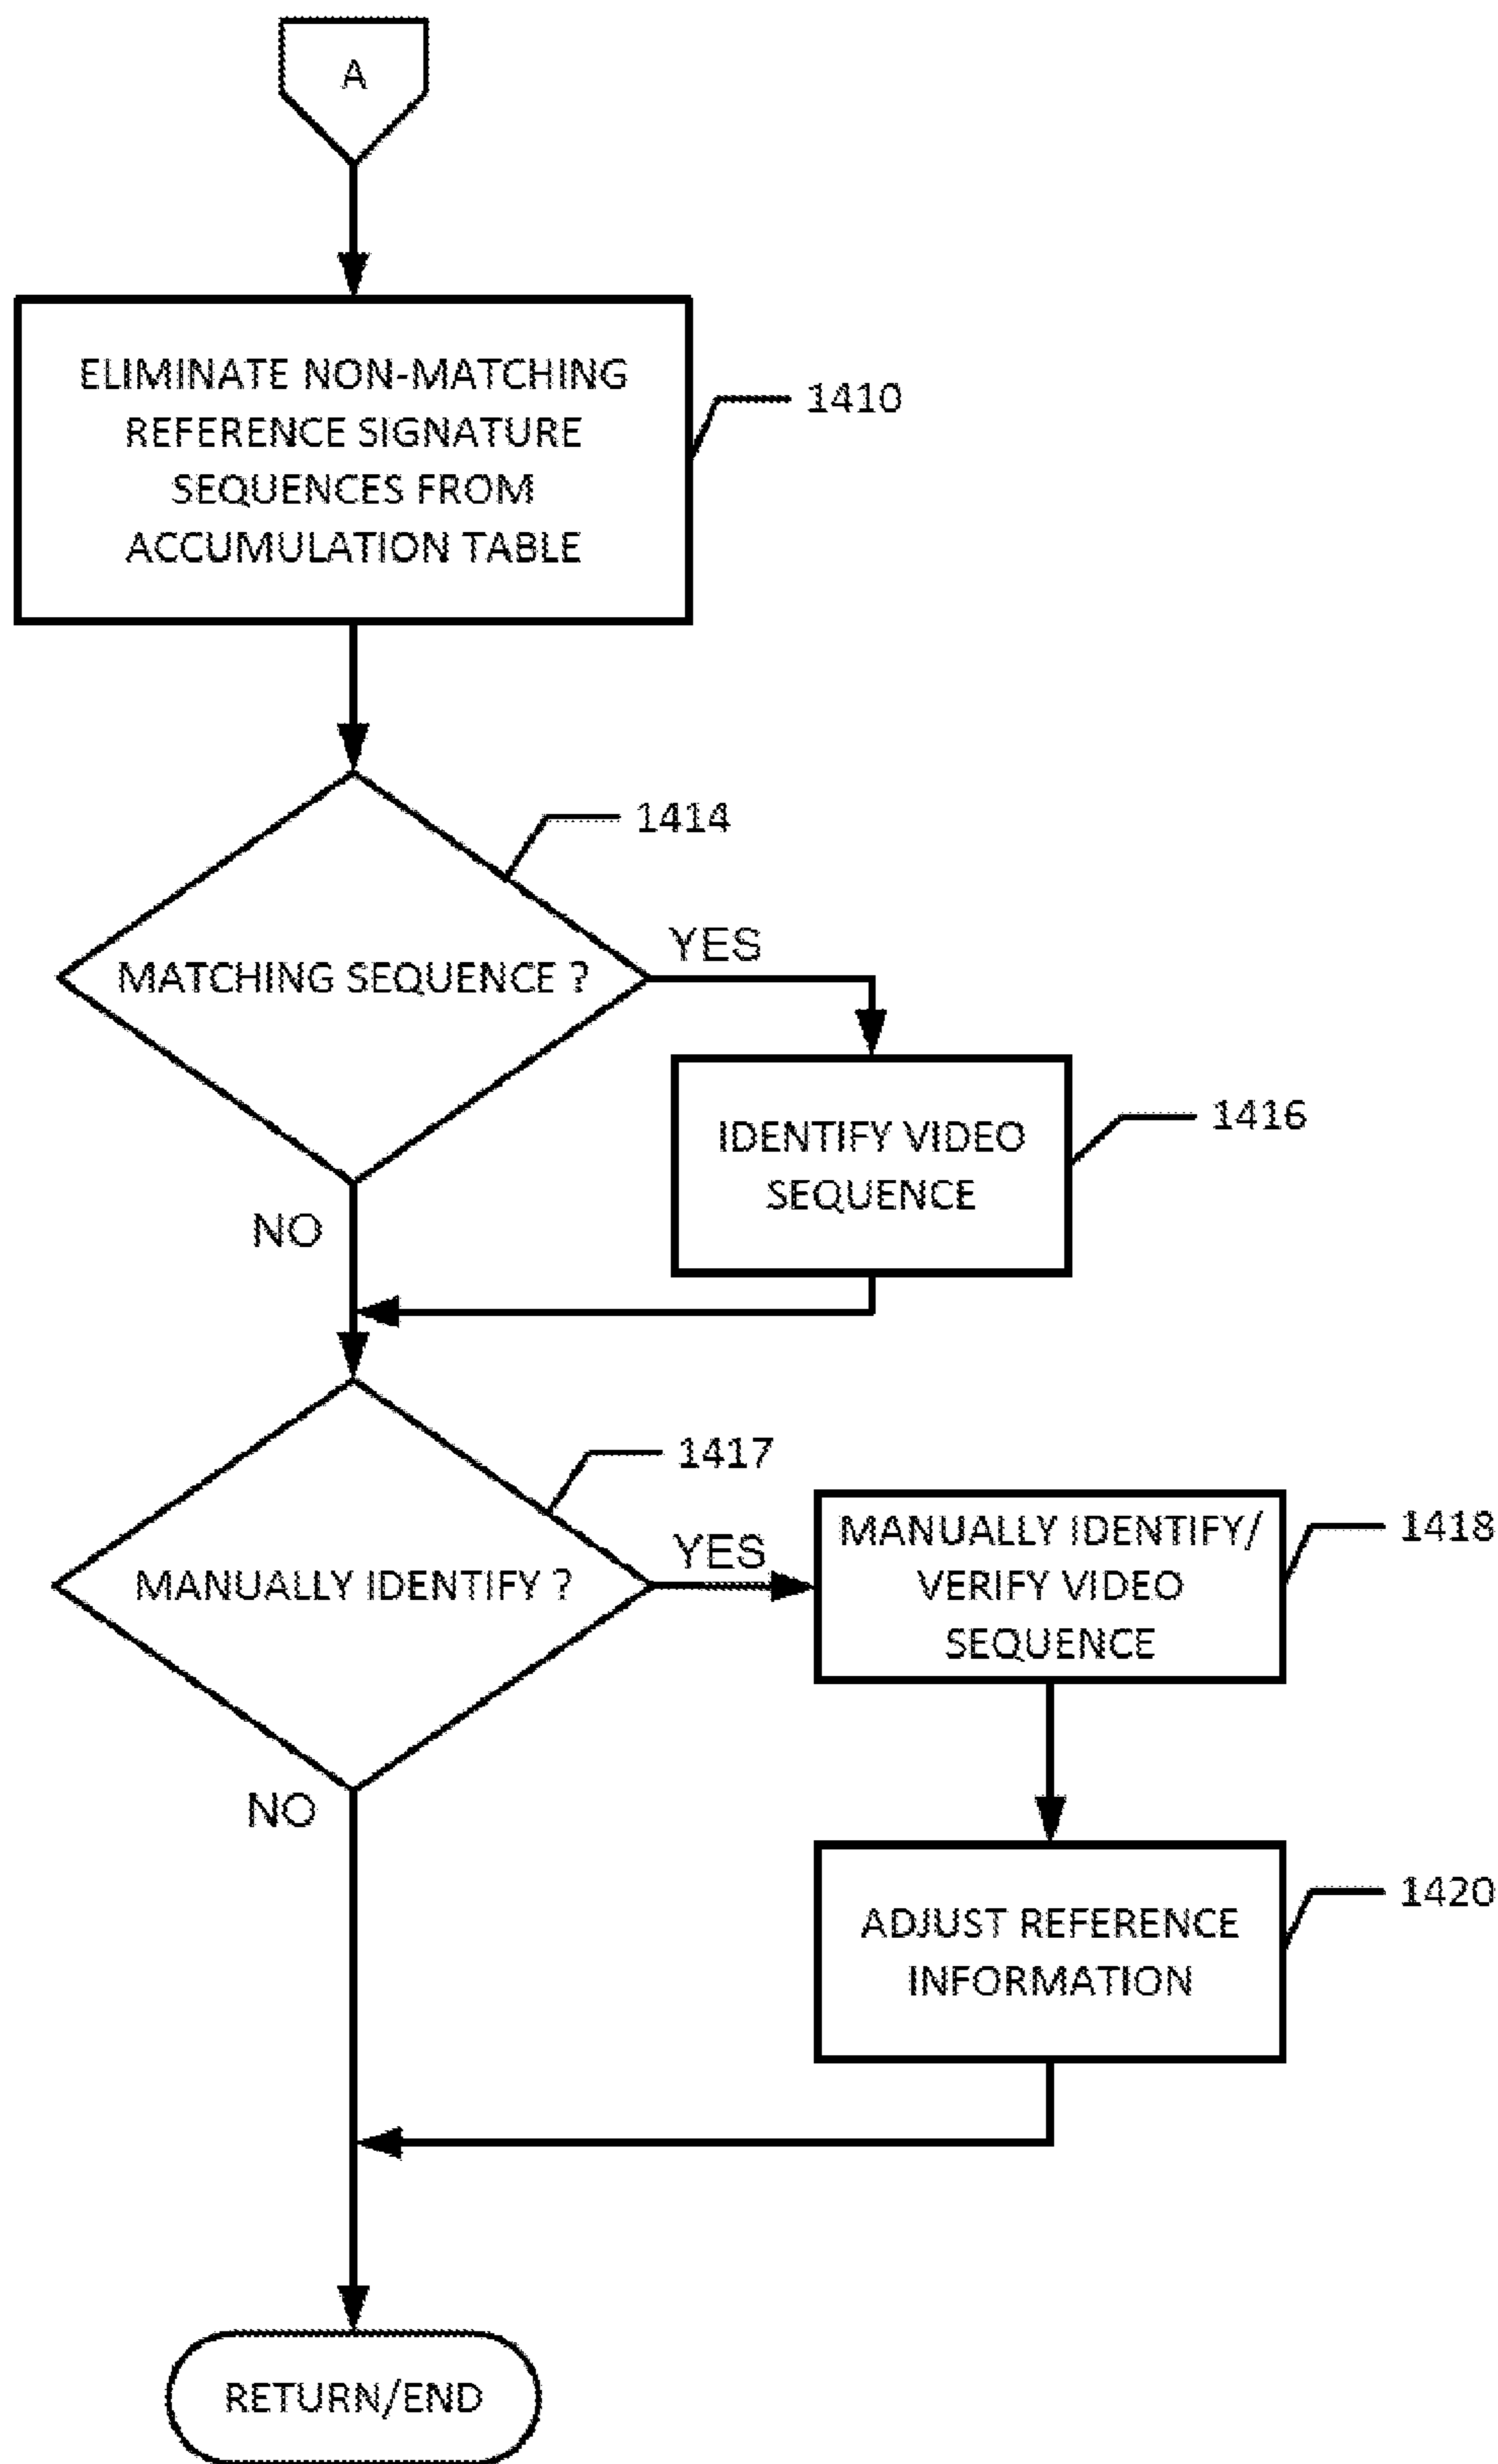 A
ELIMINATE NON-MATCHING
REFERENCE SIGNATURE
SEQUENCES FROM
ACCUMULATION TABLE
1410
1414
MATCHING SEQUENCE ?
YES
IDENTIFY VIDEO
SEQUENCE
1416
NO
1417
MANUALLY IDENTIFY ?
YES
MANUALLY IDENTIFY/
VERIFY VIDEO
SEQUENCE
1418
NO
ADJUST REFERENCE
INFORMATION
1420
RETURN/END